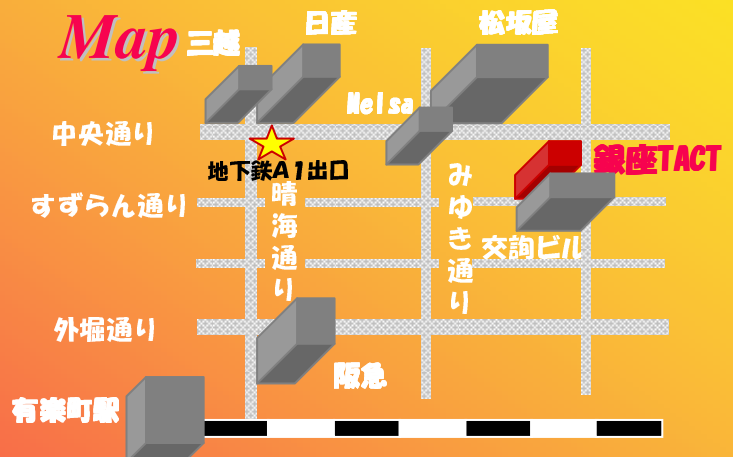 Map
三越
日産
松坂屋
Melsa
中央通り
銀座TACT
地下鉄A1出口
すずらん通り
晴海通り
みゆき通り
交詢ビル
外堀通り
阪急
有楽町駅